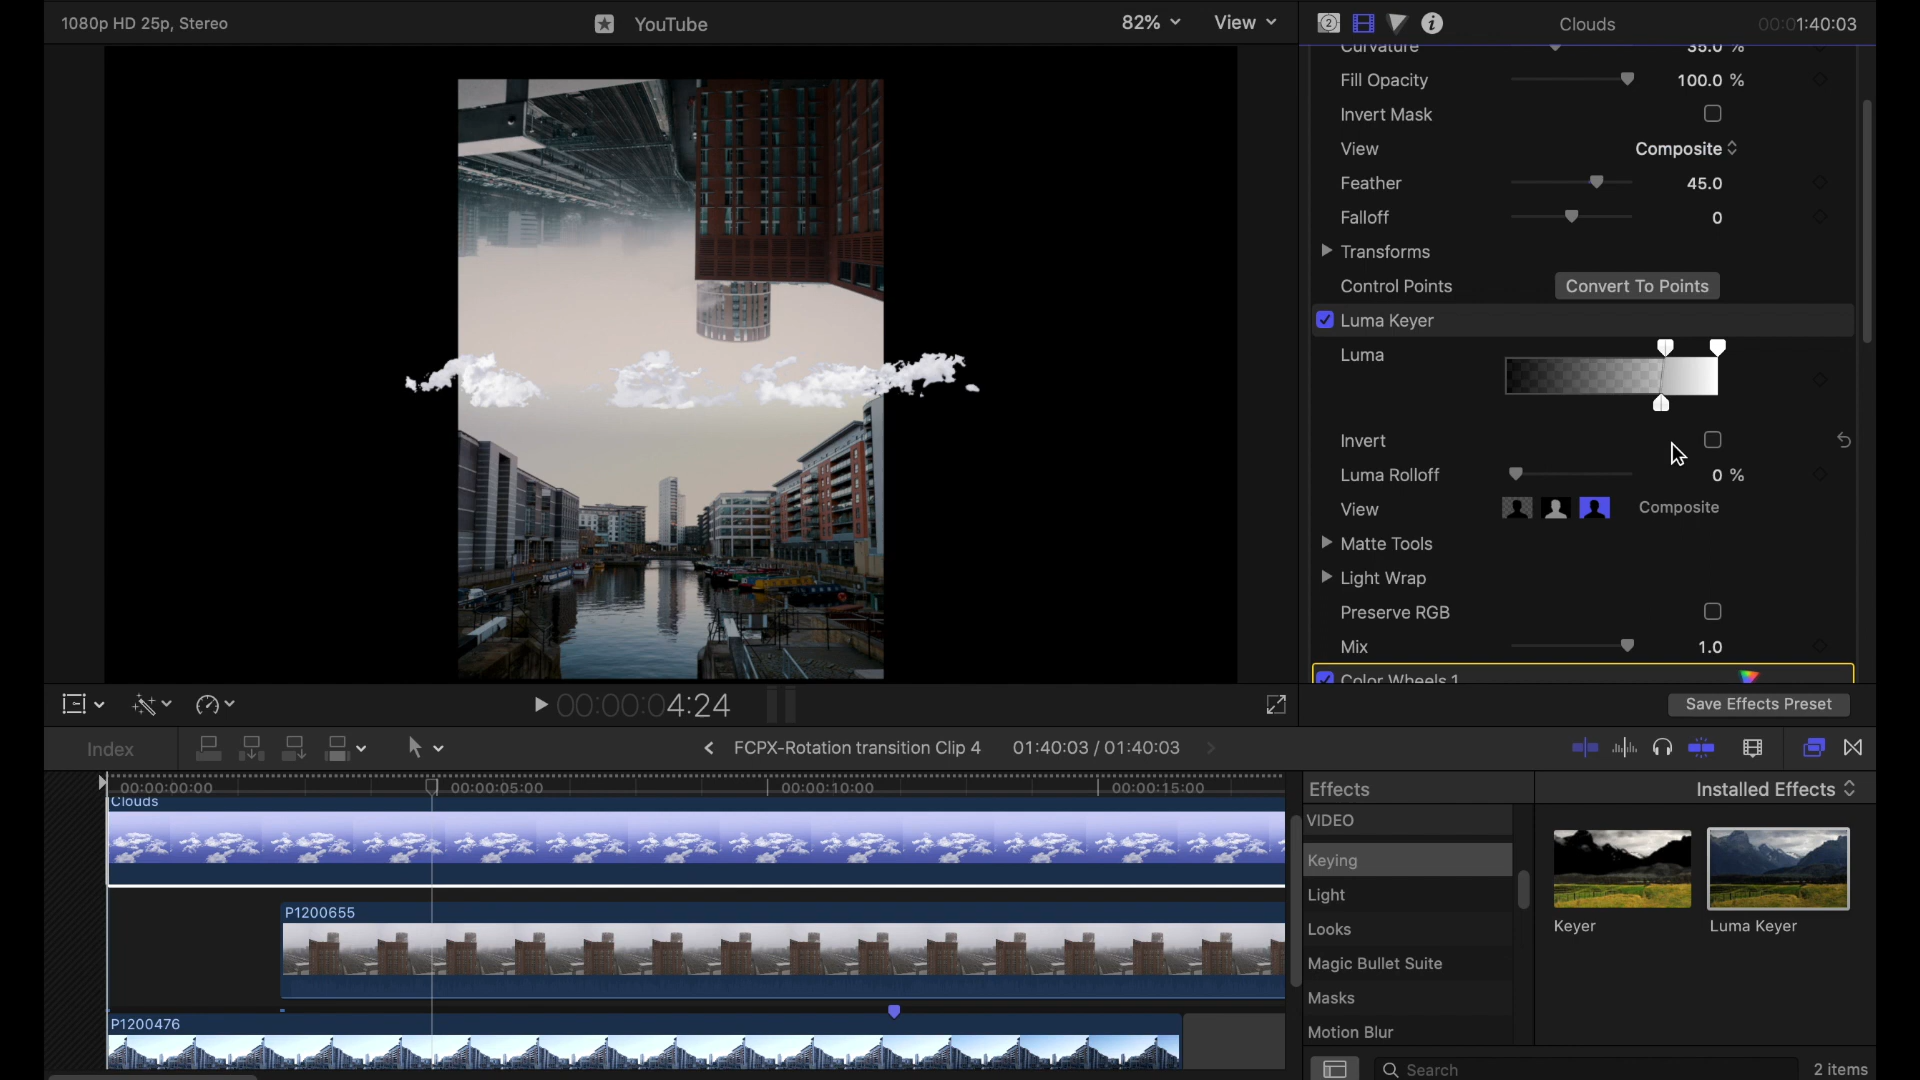 1080p HD 25p, Stereo
YouTube
82%
View
Clouds
00:00:01:40:03
Curvature
35.0 %
Fill Opacity
100.0 %
Invert Mask
View
Composite
Feather
45.0
Falloff
0
Transforms
Control Points
Convert To Points
Luma Keyer
Luma
Invert
Luma Rolloff
0 %
View
Composite
Matte Tools
Light Wrap
Preserve RGB
Mix
1.0
Color Wheels 1
00:00:04:24
Save Effects Preset
Index
FCPX-Rotation transition Clip 4
01:40:03 / 01:40:03
00:00:00:00
00:00:05:00
00:00:10:00
00:00:15:00
Clouds
P1200655
P1200476
Effects
Installed Effects
VIDEO
Keying
Light
Looks
Magic Bullet Suite
Masks
Motion Blur
Keyer
Luma Keyer
Search
2 items